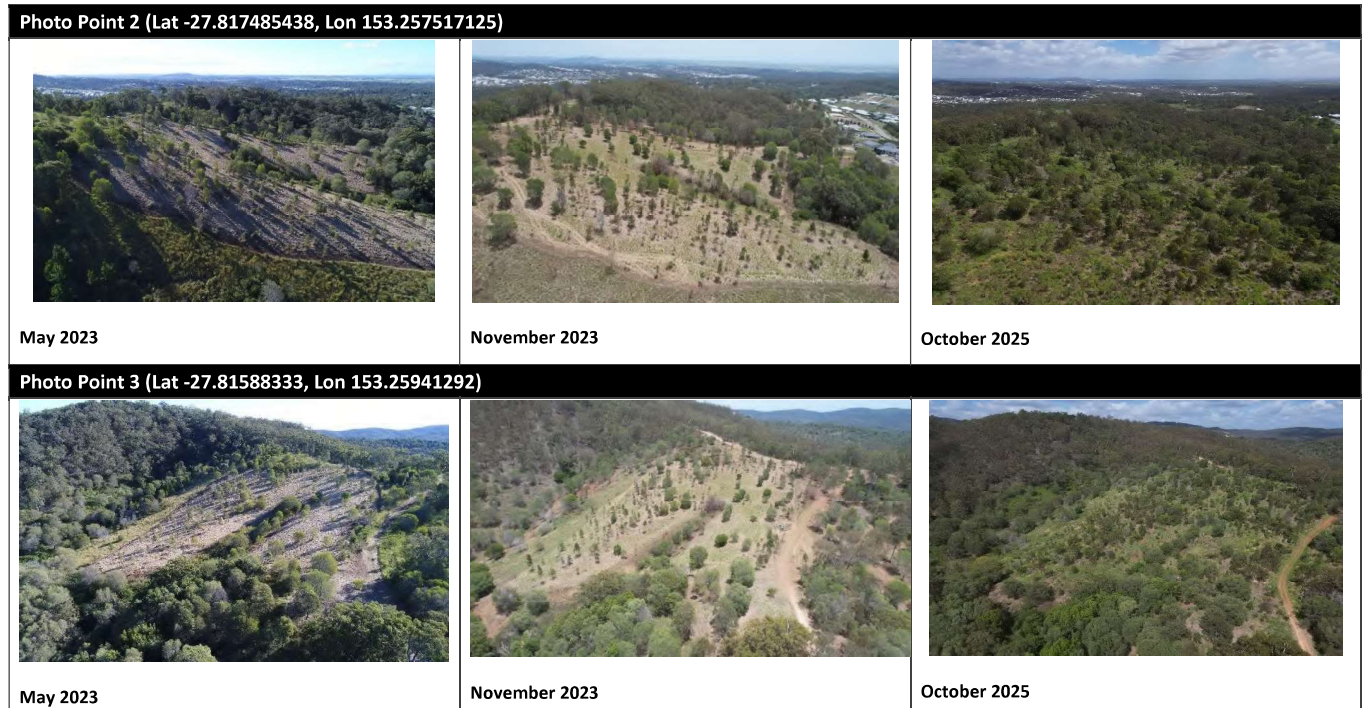 Photo Point 2 (Lat -27.817485438, Lon 153.257517125)
May 2023
November 2023
October 2025
Photo Point 3 (Lat -27.81588333, Lon 153.25941292)
May 2023
November 2023
October 2025